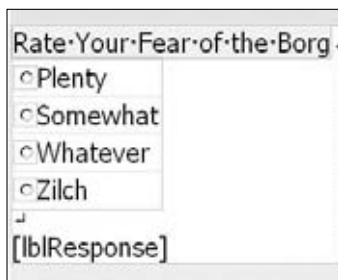 Rate·Your·Fear·of·the·Borg
Plenty
Somewhat
Whatever
Zilch
[lblResponse]